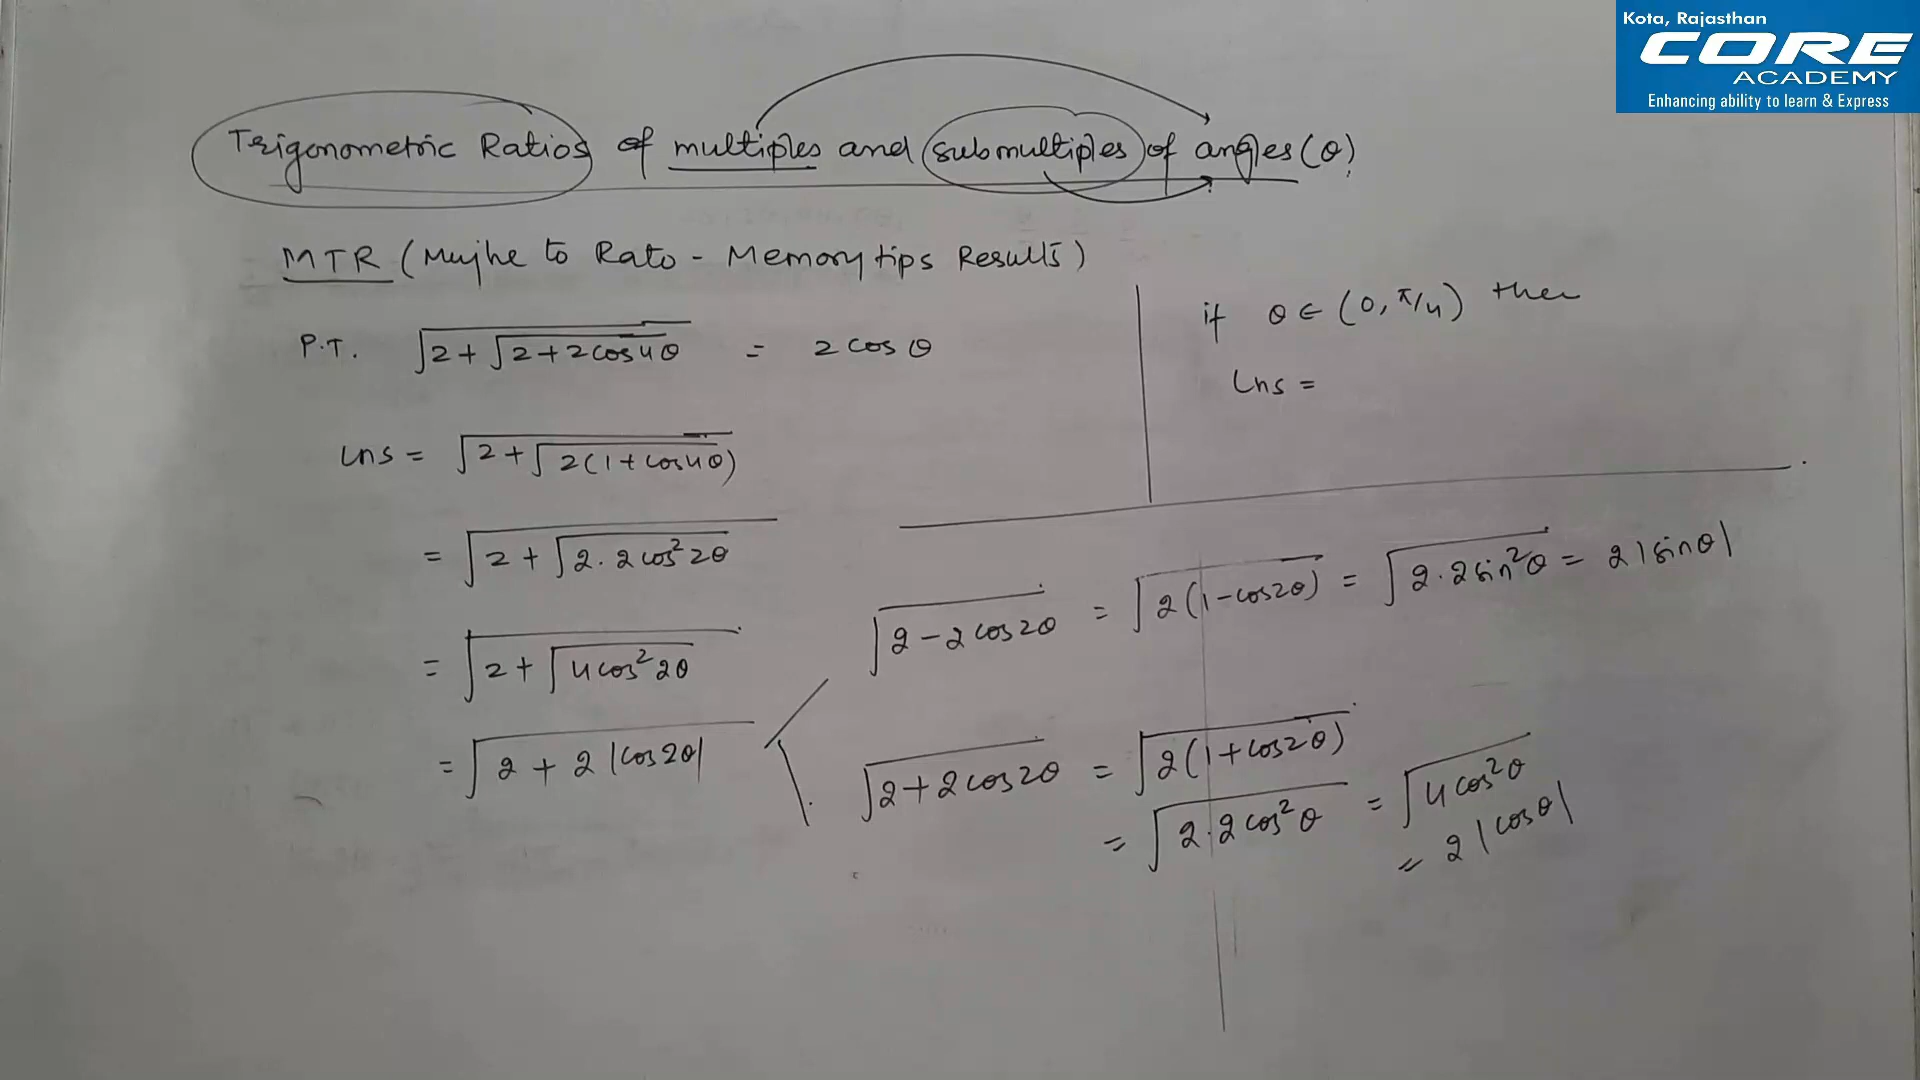 Kota, Rajasthan
CORE
ACADEMY
Enhancing ability to learn & Express
Trigonometric Ratios of multiples and submultiples of angles (θ)
MTR (Mujhe to Rato - Memory tips Results)
P.T. √(2+√(2+2cos4θ)) = 2 cos θ
LHS = √(2+√(2(1+cos4θ)))
= √(2+√(2·2cos²2θ))
= √(2+√(4cos²2θ))
= √(2+2|cos2θ|)
if θ ∈ (0, π/4) then
LHS =
√(2-2cos2θ) = √(2(1-cos2θ)) = √(2·2sin²θ) = 2|sinθ|
√(2+2cos2θ) = √(2(1+cos2θ))
= √(2·2cos²θ) = √(4cos²θ)
= 2|cosθ|